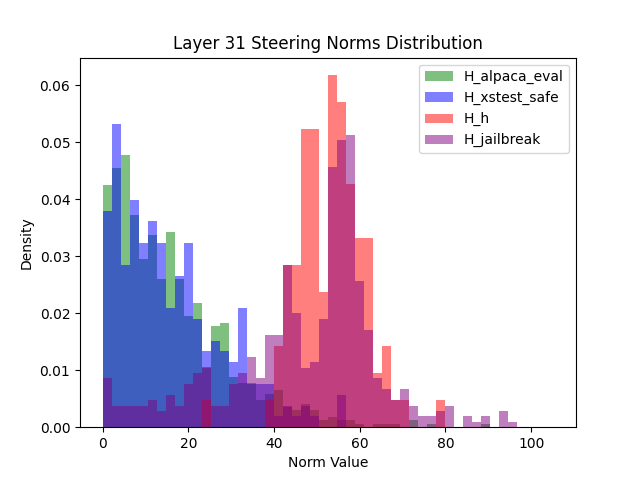 Layer 31 Steering Norms Distribution
H_alpaca_eval
H_xstest_safe
H_h
H_jailbreak
0.06
0.05
0.04
0.03
0.02
0.01
0.00
Density
0 20 40 60 80 100
Norm Value